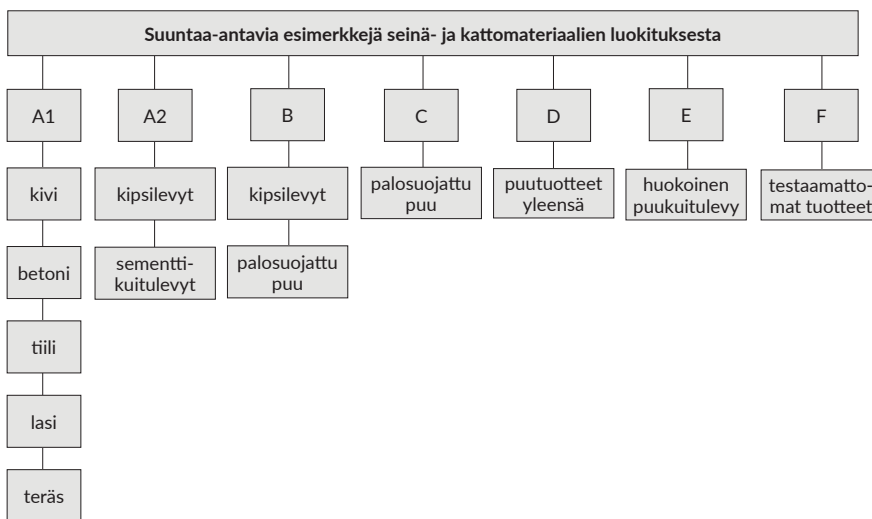 Suuntaa-antavia esimerkkejä seinä- ja kattomateriaalien luokituksesta
A1
A2
B
C
D
E
F
kivi
kipsilevyt
kipsilevyt
palosuojattu
puu
puutuotteet
yleensä
huokoinen
puukuitulevy
testaamatto-
mat tuotteet
betoni
sementti-
kuitulevyt
palosuojattu
puu
tiili
lasi
teräs